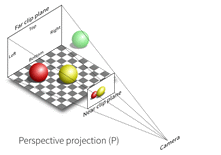 Far clip plane
Top
Right
Left
Bottom
Near clip plane
Camera
Perspective projection (P)